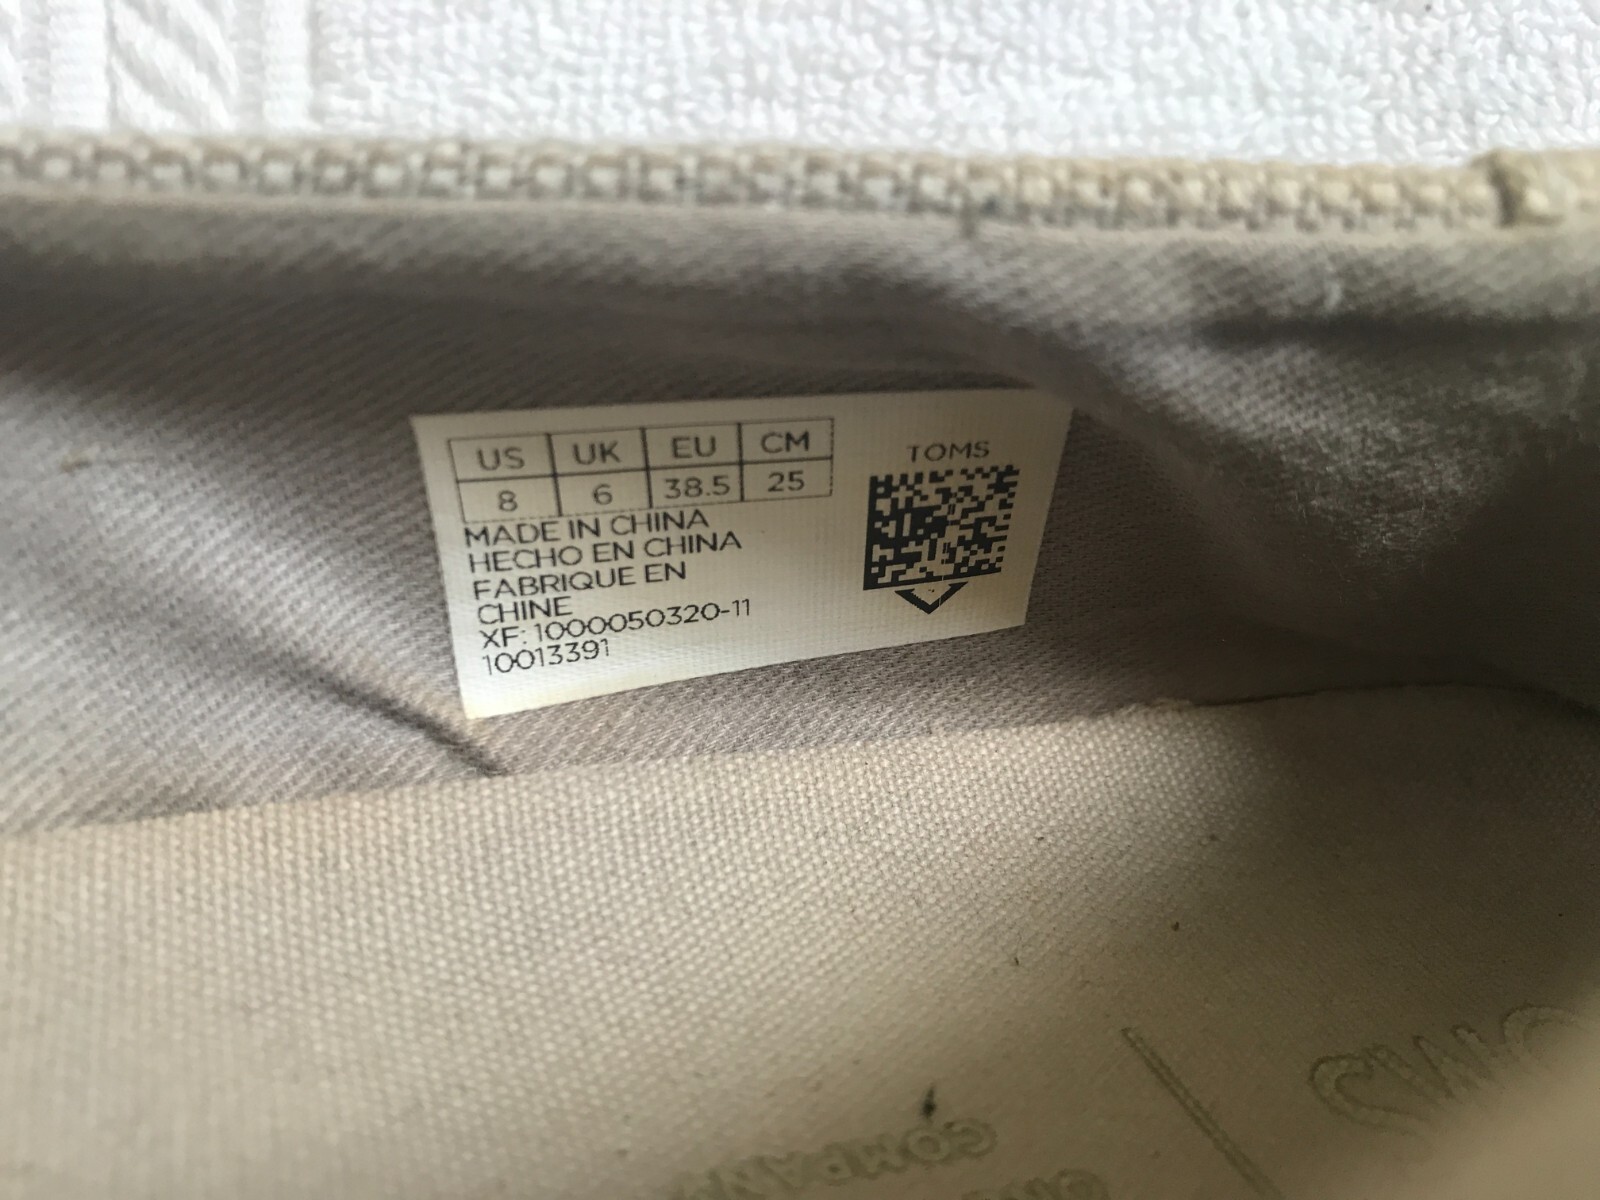 US UK EU CM
8 6 38.5 25
MADE IN CHINA
HECHO EN CHINA
FABRIQUE EN
CHINE
XF: 1000050320-11
10013391
TOMS
COMPANY